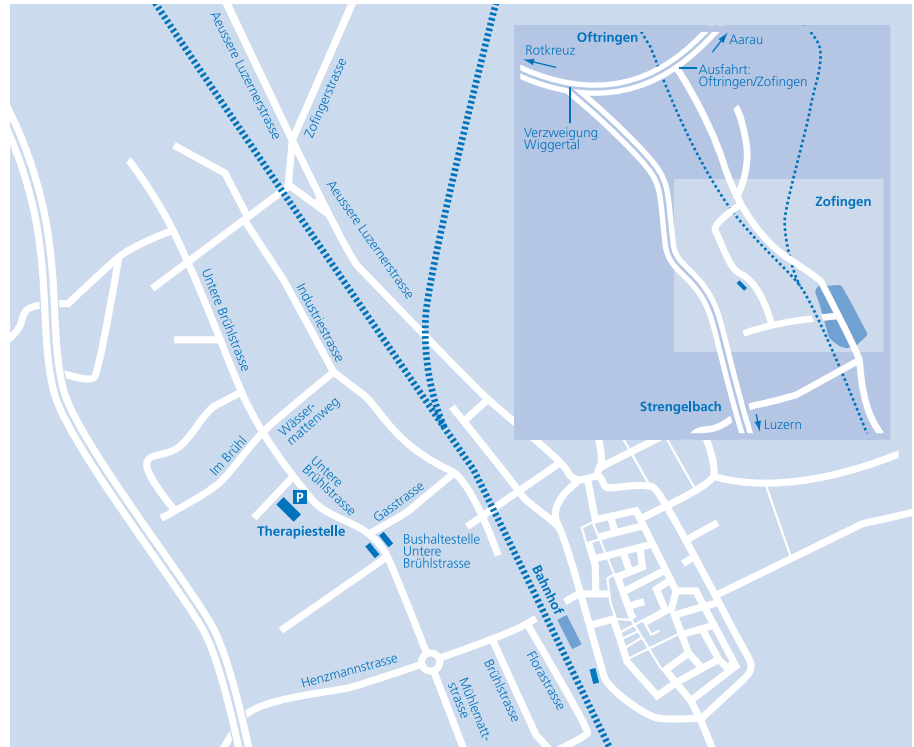 Aeussere Luzernerstrasse
Zofingerstrasse
Aeussere Luzernerstrasse
Untere Brühlstrasse
Industriestrasse
Wässer-
mattenweg
Im Brühl
Untere
Brühlstrasse
P
Therapiestelle
Gasstrasse
Bushaltestelle
Untere
Brühlstrasse
Bahnhof
Henzmannstrasse
Mühlematt-
strasse
Brühlstrasse
Florastrasse
Oftringen
Aarau
Rotkreuz
Ausfahrt:
Oftringen/Zofingen
Verzweigung
Wiggertal
Zofingen
Strengelbach
Luzern